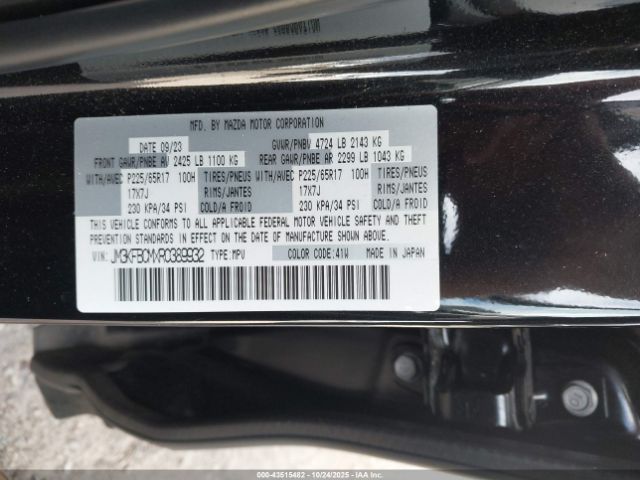 MFD. BY MAZDA MOTOR CORPORATION
DATE 09/23 GVWR/PNBV 4724 LB 2143 KG
FRONT GAWR/PNBE AV 2425 LB 1100 KG REAR GAWR/PNBE AR 2299 LB 1043 KG
WITH/AVEC P225/65R17 100H TIRES/PNEUS WITH/AVEC P225/65R17 100H TIRES/PNEUS
17X7J RIMS/JANTES 17X7J RIMS/JANTES
230 KPA/34 PSI COLD/A FROID 230 KPA/34 PSI COLD/A FROID
THIS VEHICLE CONFORMS TO ALL APPLICABLE FEDERAL MOTOR VEHICLE SAFETY AND THEFT
PREVENTION STANDARDS IN EFFECT ON THE DATE OF MANUFACTURE SHOWN ABOVE.
VIN: JM3KFBCMXR0389932 TYPE: MPV COLOR CODE: 41W MADE IN JAPAN
000-43515482 - 10/24/2025 - IAA Inc.